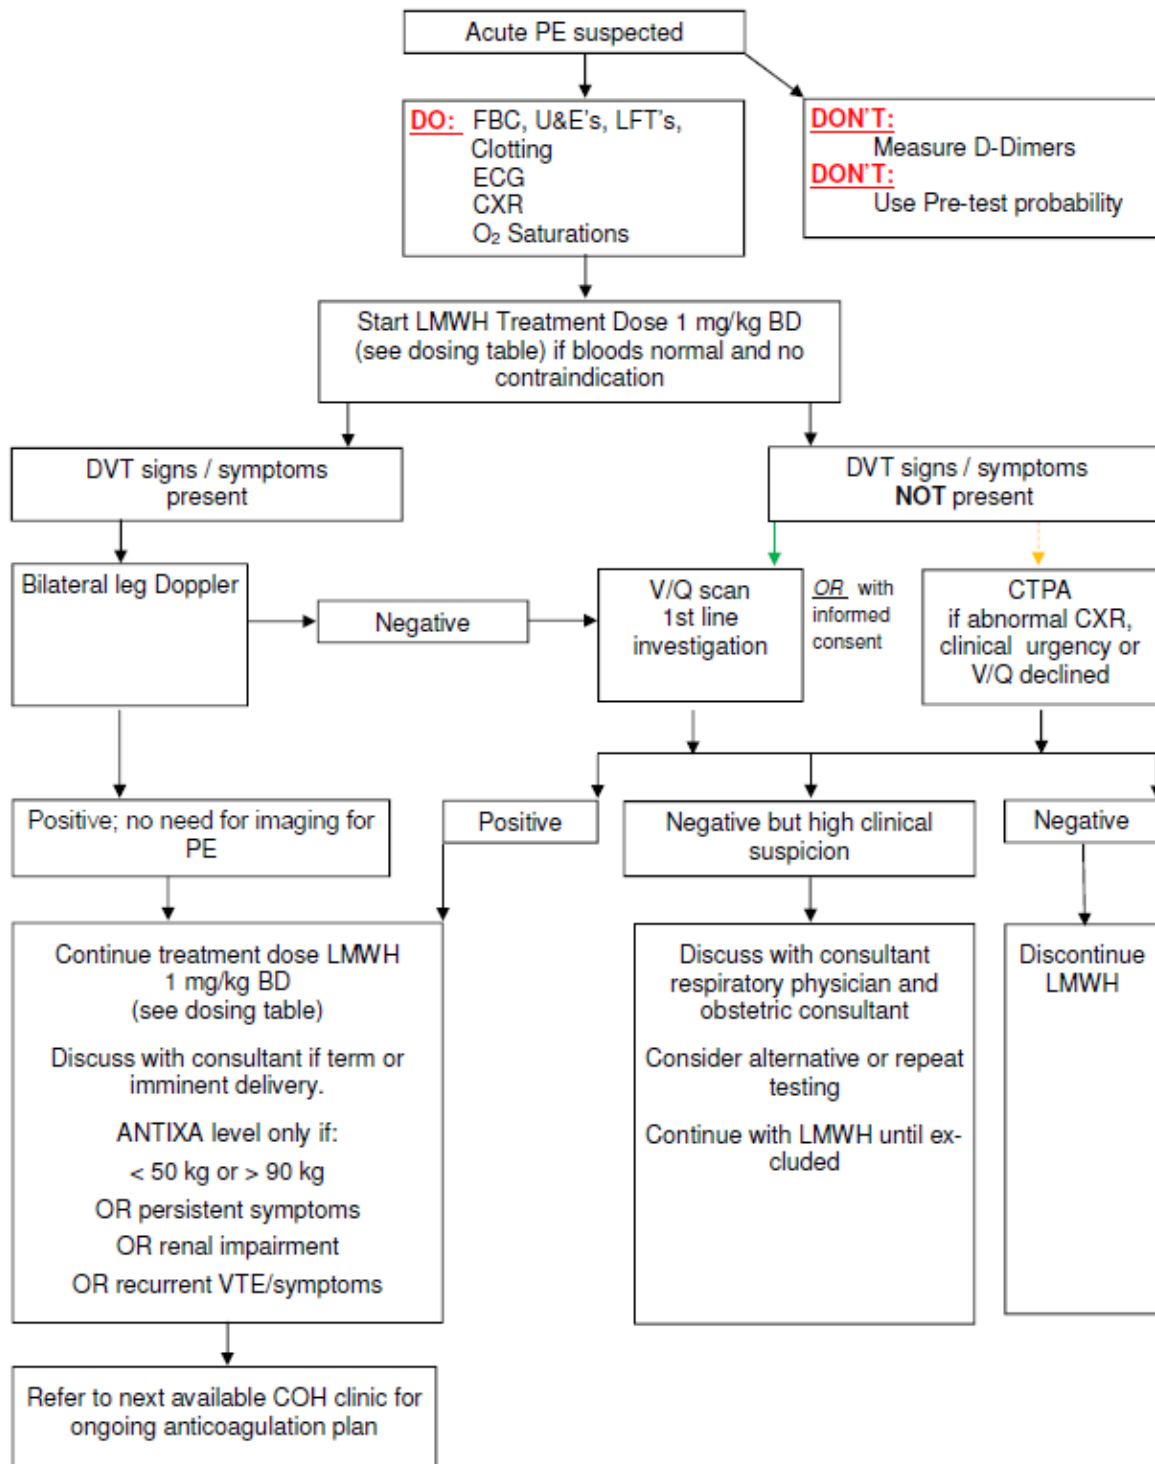 Acute PE suspected
DO: FBC, U&E's, LFT's,
Clotting
ECG
CXR
O₂ Saturations
DON'T:
Measure D-Dimers
DON'T:
Use Pre-test probability
Start LMWH Treatment Dose 1 mg/kg BD
(see dosing table) if bloods normal and no
contraindication
DVT signs / symptoms
present
DVT signs / symptoms
NOT present
Bilateral leg Doppler
Negative
V/Q scan
1st line
investigation
OR with
informed
consent
CTPA
if abnormal CXR,
clinical urgency or
V/Q declined
Positive; no need for imaging for
PE
Positive
Negative but high clinical
suspicion
Negative
Continue treatment dose LMWH
1 mg/kg BD
(see dosing table)
Discuss with consultant if term or
imminent delivery.
ANTIXA level only if:
< 50 kg or > 90 kg
OR persistent symptoms
OR renal impairment
OR recurrent VTE/symptoms
Discuss with consultant
respiratory physician and
obstetric consultant
Consider alternative or repeat
testing
Continue with LMWH until ex-
cluded
Discontinue
LMWH
Refer to next available COH clinic for
ongoing anticoagulation plan